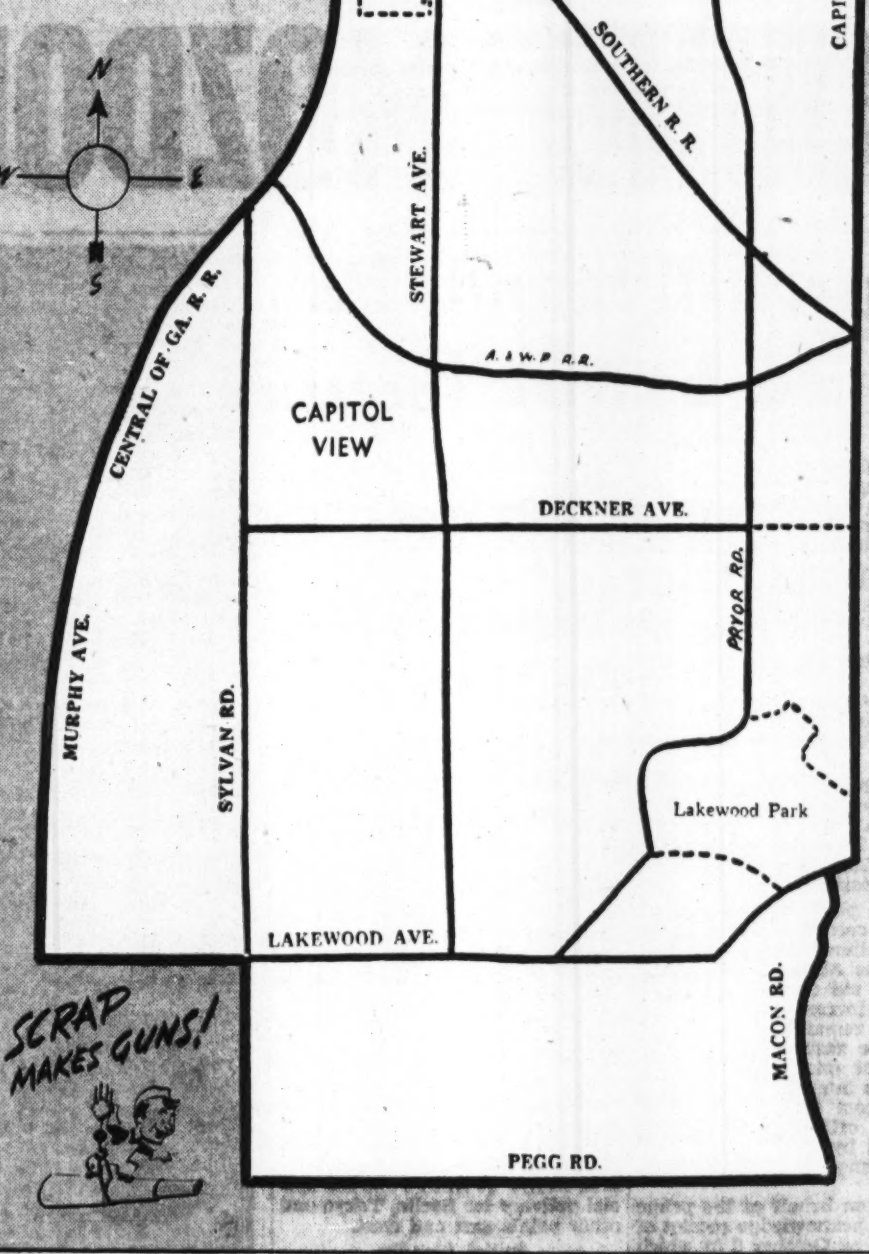 CAPI
SOUTHERN R. R.
N
W
E
S
STEWART AVE.
CENTRAL OF GA. R. R.
A. & W. P. R.R.
CAPITOL
VIEW
DECKNER AVE.
PRYOR RD.
MURPHY AVE.
SYLVAN RD.
Lakewood Park
LAKEWOOD AVE.
MACON RD.
SCRAP
MAKES GUNS!
PEGG RD.